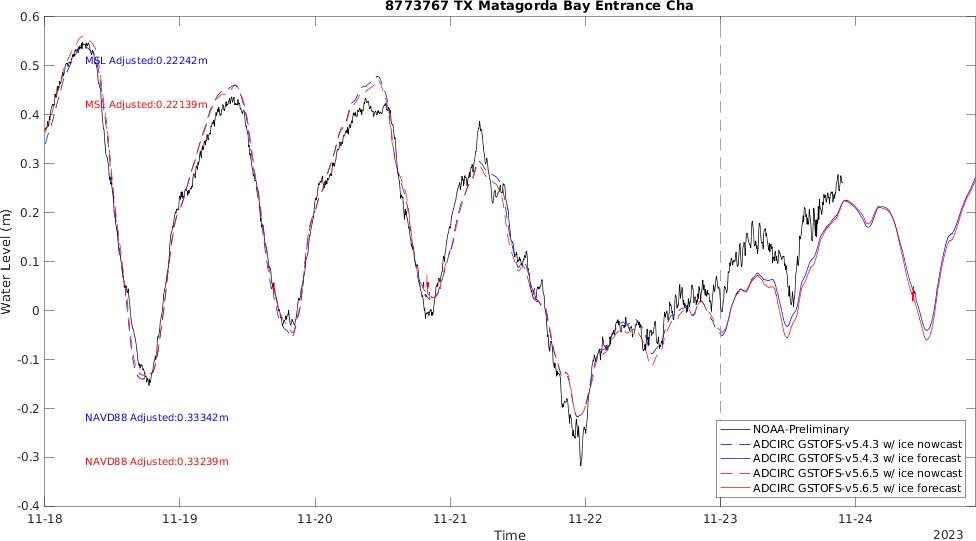 8773767 TX Matagorda Bay Entrance Cha
Water Level (m)
0.6
0.5
0.4
0.3
0.2
0.1
0
-0.1
-0.2
-0.3
-0.4
MSL Adjusted:0.22242m
MSL Adjusted:0.22139m
NAVD88 Adjusted:0.33342m
NAVD88 Adjusted:0.33239m
NOAA-Preliminary
ADCIRC GSTOFS-v5.4.3 w/ ice nowcast
ADCIRC GSTOFS-v5.4.3 w/ ice forecast
ADCIRC GSTOFS-v5.6.5 w/ ice nowcast
ADCIRC GSTOFS-v5.6.5 w/ ice forecast
11-18 11-19 11-20 11-21 11-22 11-23 11-24
Time
2023